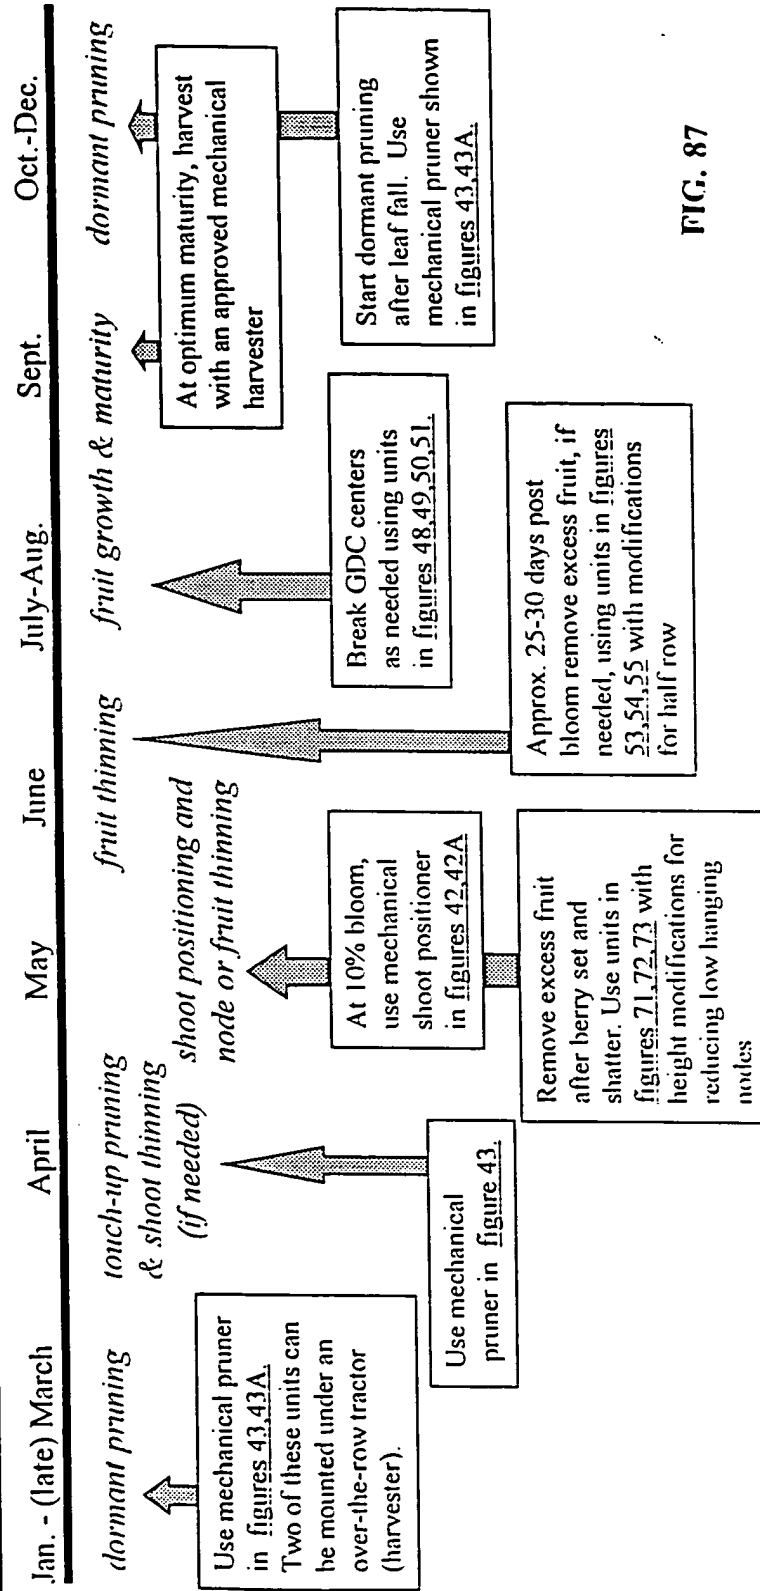 Jan. - (late) March
April
May
June
July-Aug.
Sept.
Oct.-Dec.
dormant pruning
touch-up pruning
& shoot thinning
(if needed)
shoot positioning and
node or fruit thinning
fruit thinning
fruit growth & maturity
dormant pruning
Use mechanical pruner
in figures 43,43A.
Two of these units can
be mounted under an
over-the-row tractor
(harvester).
Use mechanical
pruner in figure 43.
At 10% bloom,
use mechanical
shoot positioner
in figures 42,42A
Remove excess fruit
after berry set and
shatter. Use units in
figures 71,72,73 with
height modifications for
reducing low hanging
nodes
Approx. 25-30 days post
bloom remove excess fruit, if
needed, using units in figures
53,54,55 with modifications
for half row
Break GDC centers
as needed using units
in figures 48,49,50,51.
At optimum maturity, harvest
with an approved mechanical
harvester
Start dormant pruning
after leaf fall. Use
mechanical pruner shown
in figures 43,43A.
FIG. 87